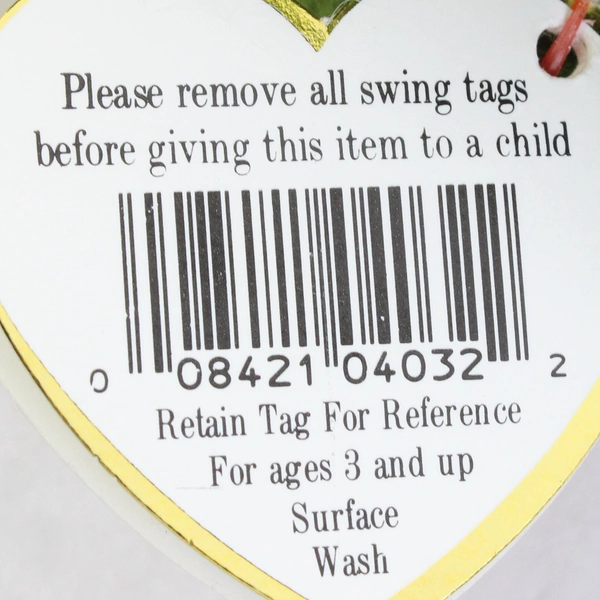 Please remove all swing tags
before giving this item to a child
0 08421 04032 2
Retain Tag For Reference
For ages 3 and up
Surface
Wash